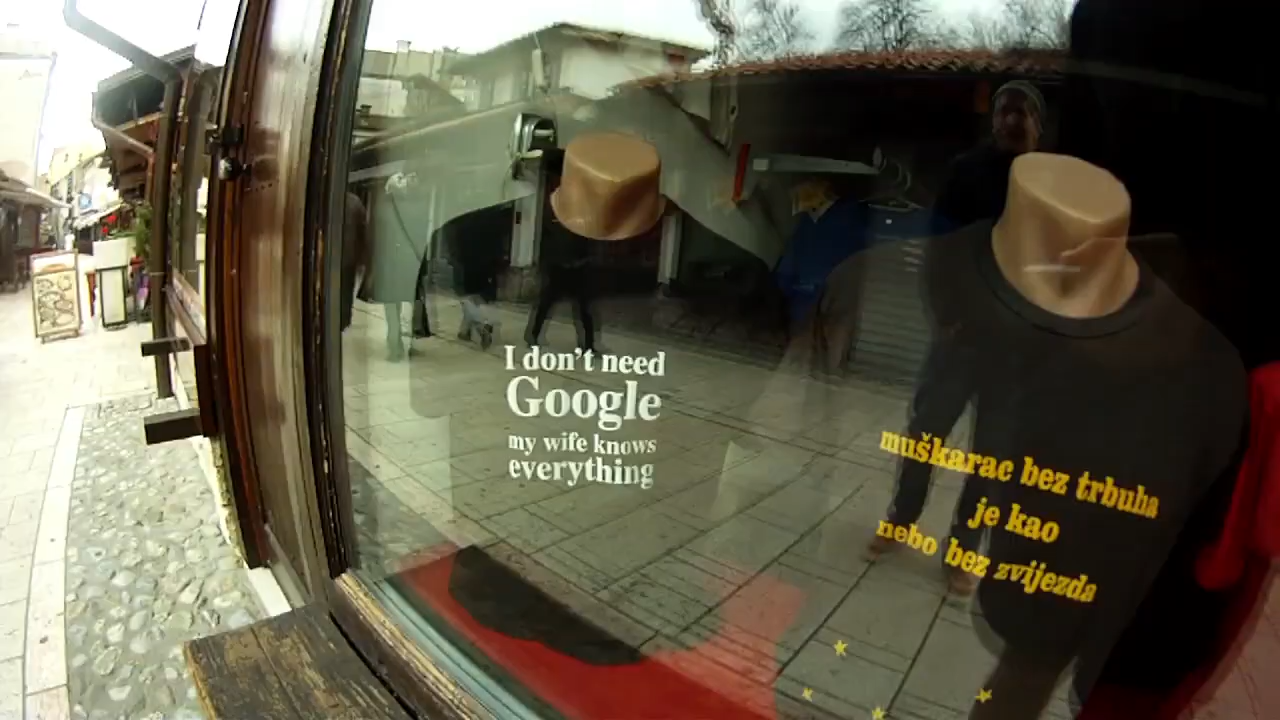 I don't need
Google
my wife knows
everything
muškarac bez trbuha
je kao
nebo bez zvijezda